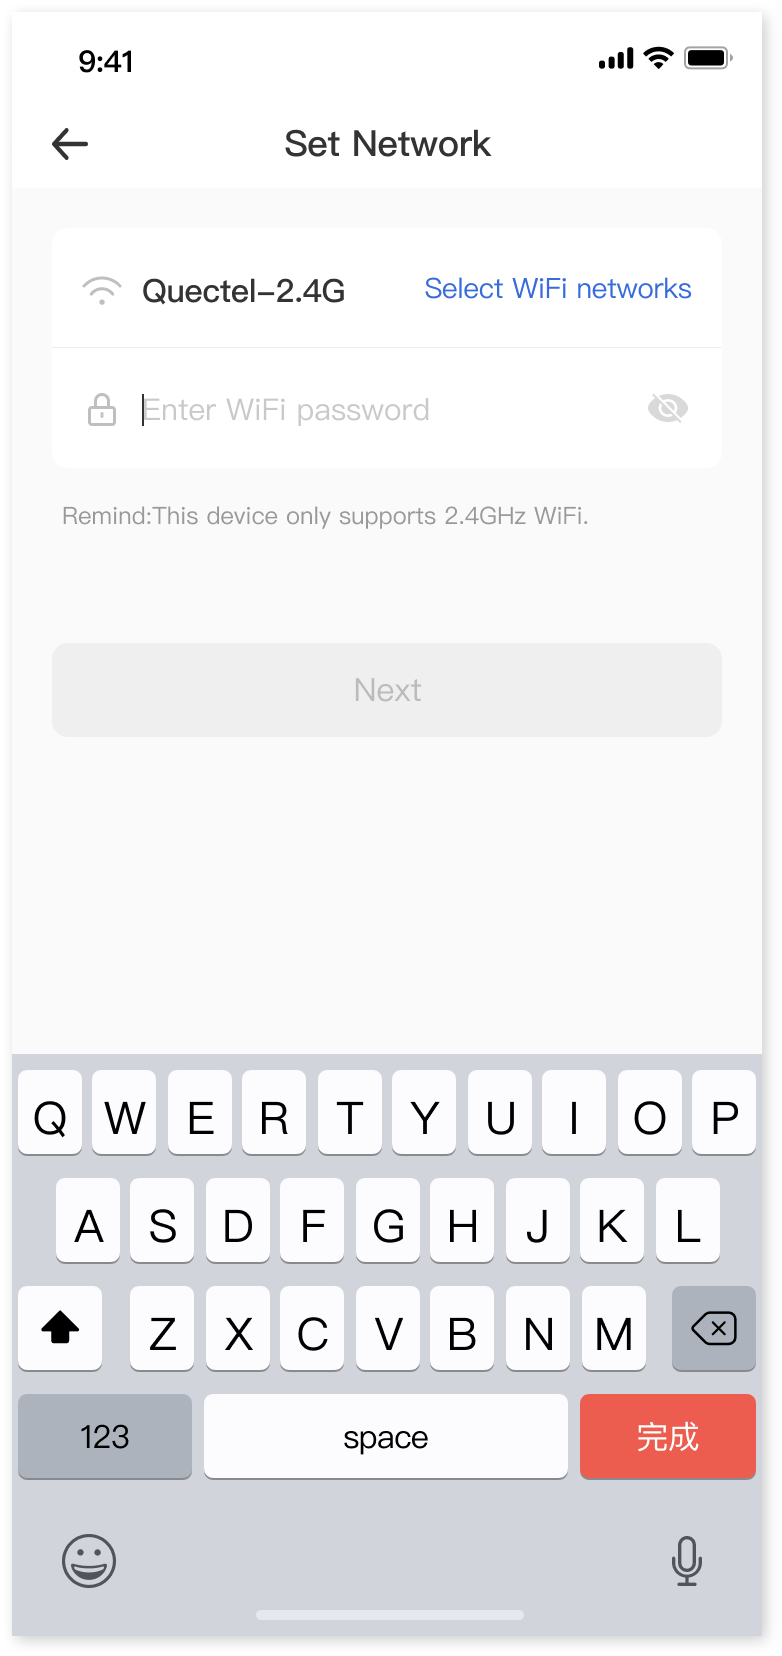 9:41
Set Network
Quectel-2.4G
Select WiFi networks
Enter WiFi password
Remind:This device only supports 2.4GHz WiFi.
Next
Q W E R T Y U I O P
A S D F G H J K L
Z X C V B N M
123 space 完成